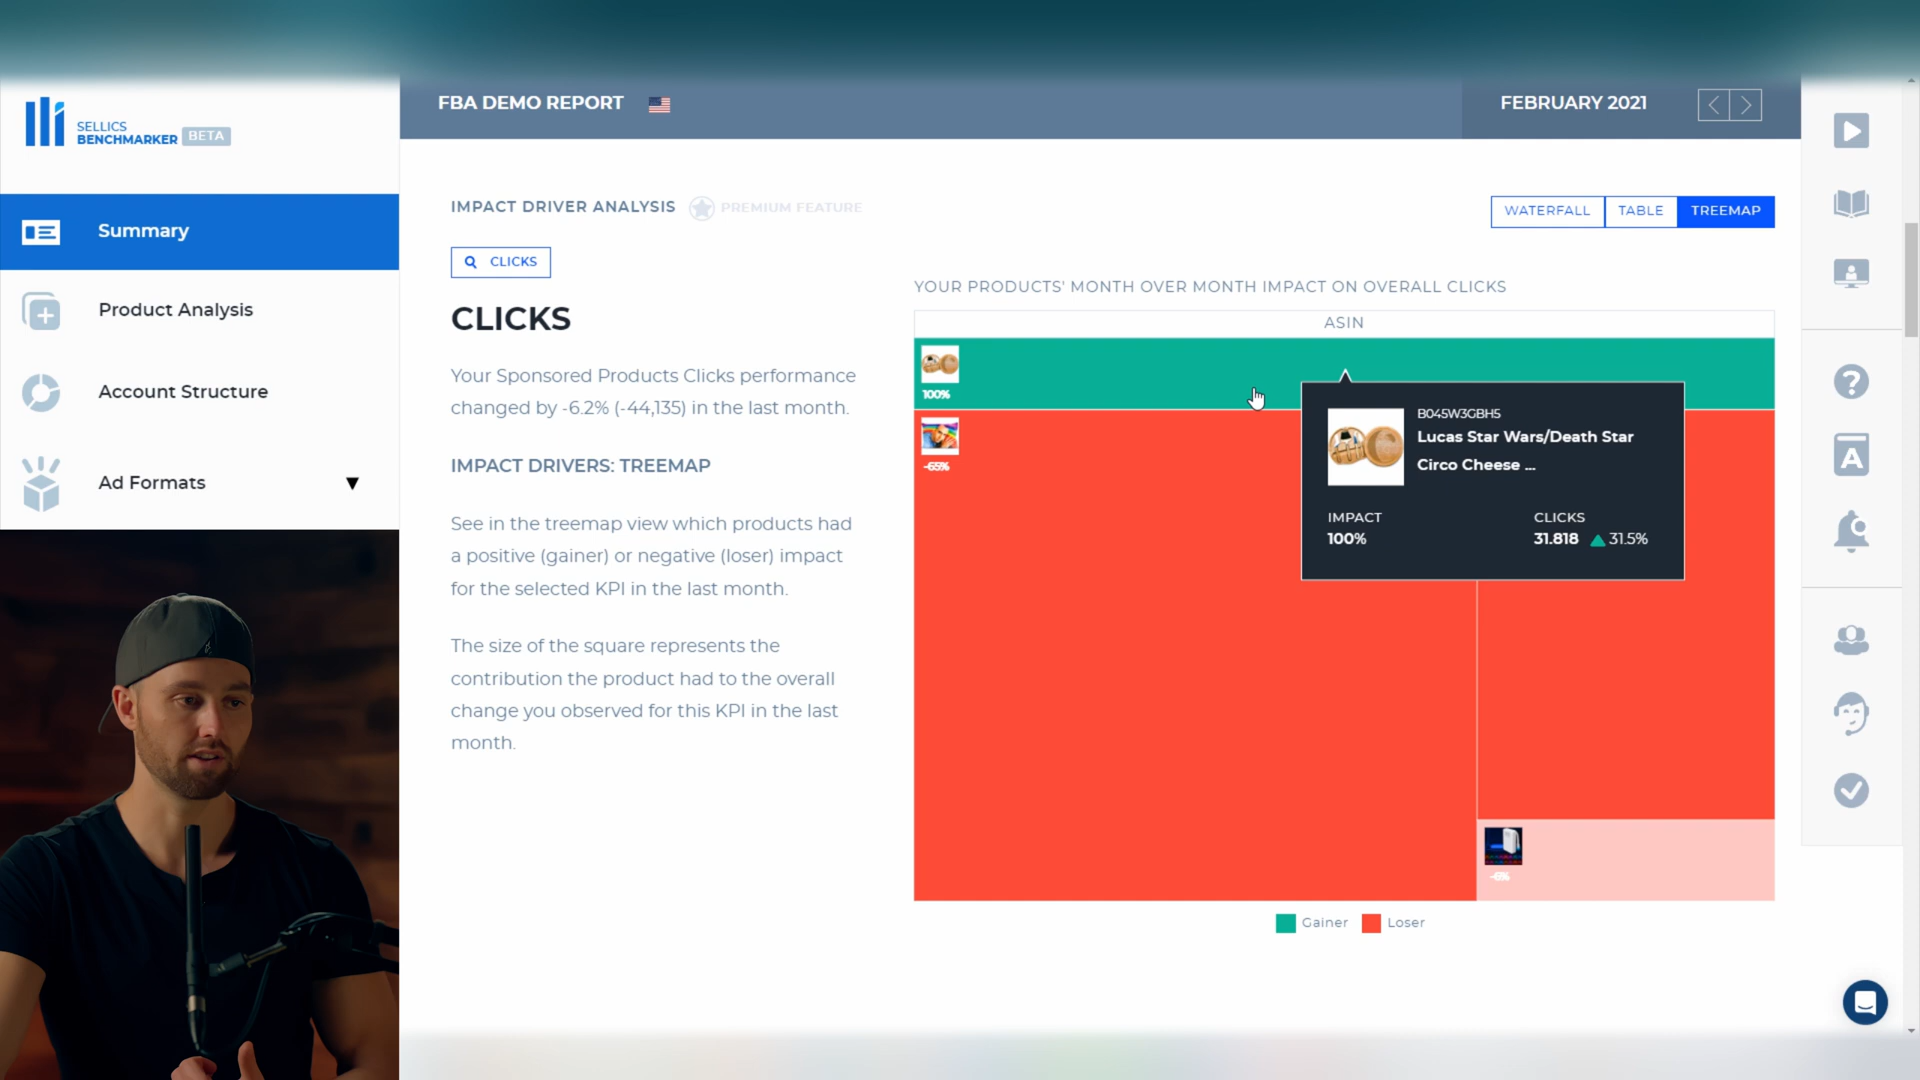 SELLICS
BENCHMARKER BETA
FBA DEMO REPORT
FEBRUARY 2021
Summary
Product Analysis
Account Structure
Ad Formats
IMPACT DRIVER ANALYSIS PREMIUM FEATURE
WATERFALL TABLE TREEMAP
CLICKS
CLICKS
Your Sponsored Products Clicks performance
changed by -6.2% (-44,135) in the last month.
IMPACT DRIVERS: TREEMAP
See in the treemap view which products had
a positive (gainer) or negative (loser) impact
for the selected KPI in the last month.
The size of the square represents the
contribution the product had to the overall
change you observed for this KPI in the last
month.
YOUR PRODUCTS' MONTH OVER MONTH IMPACT ON OVERALL CLICKS
ASIN
100%
-65%
B045W3GBH5
Lucas Star Wars/Death Star
Circo Cheese ...
IMPACT CLICKS
100% 31.818 31.5%
-6%
Gainer Loser